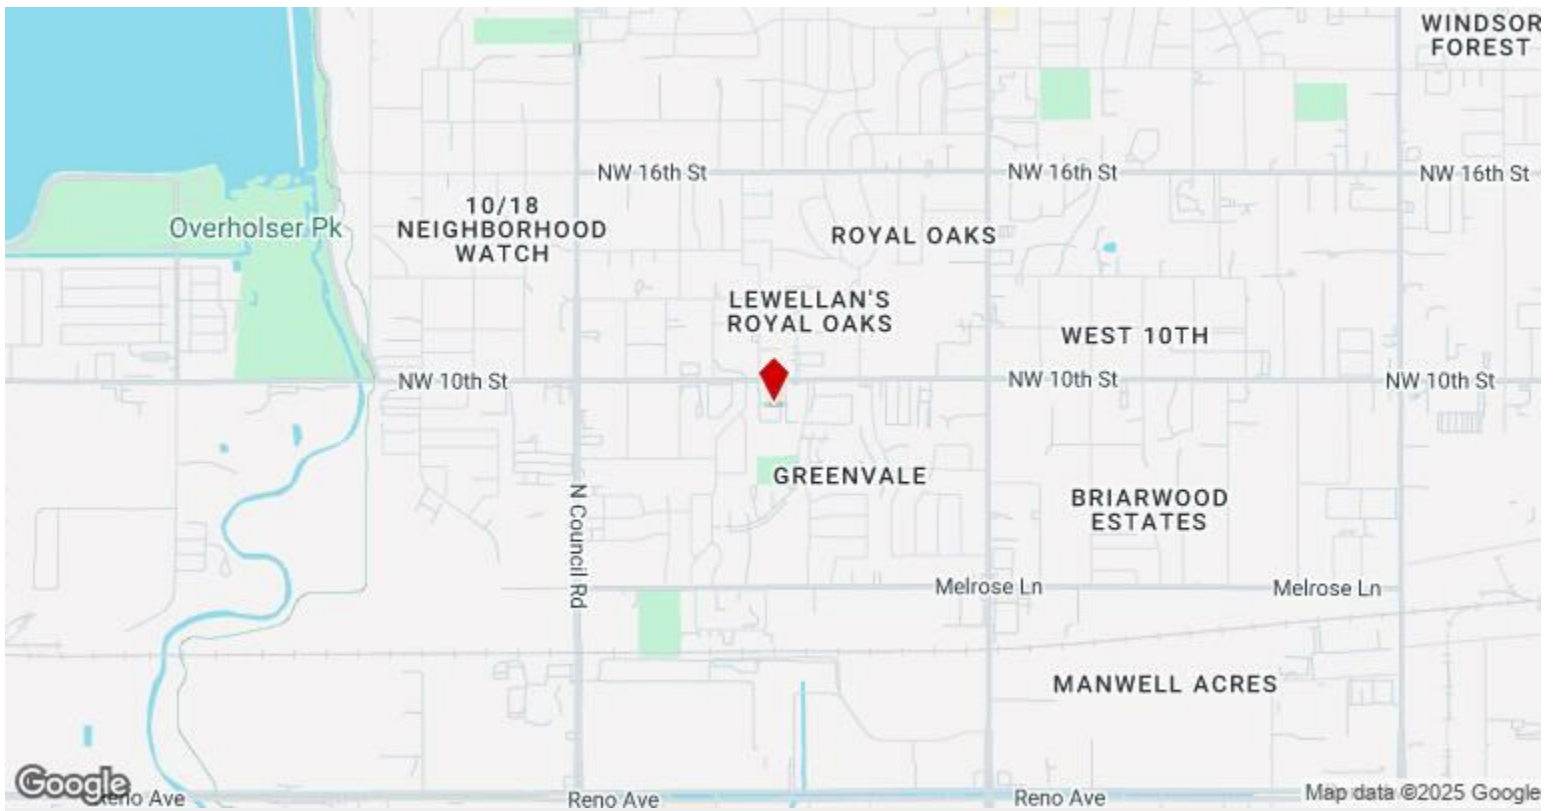 WINDSOR
FOREST
NW 16th St
NW 16th St
NW 16th St
10/18
NEIGHBORHOOD
WATCH
Overholser Pk
ROYAL OAKS
LEWELLAN'S
ROYAL OAKS
WEST 10TH
NW 10th St
NW 10th St
NW 10th St
GREENVALE
BRIARWOOD
ESTATES
N Council Rd
Melrose Ln
Melrose Ln
MANWELL ACRES
Google
Reno Ave
Reno Ave
Reno Ave
Map data ©2025 Google